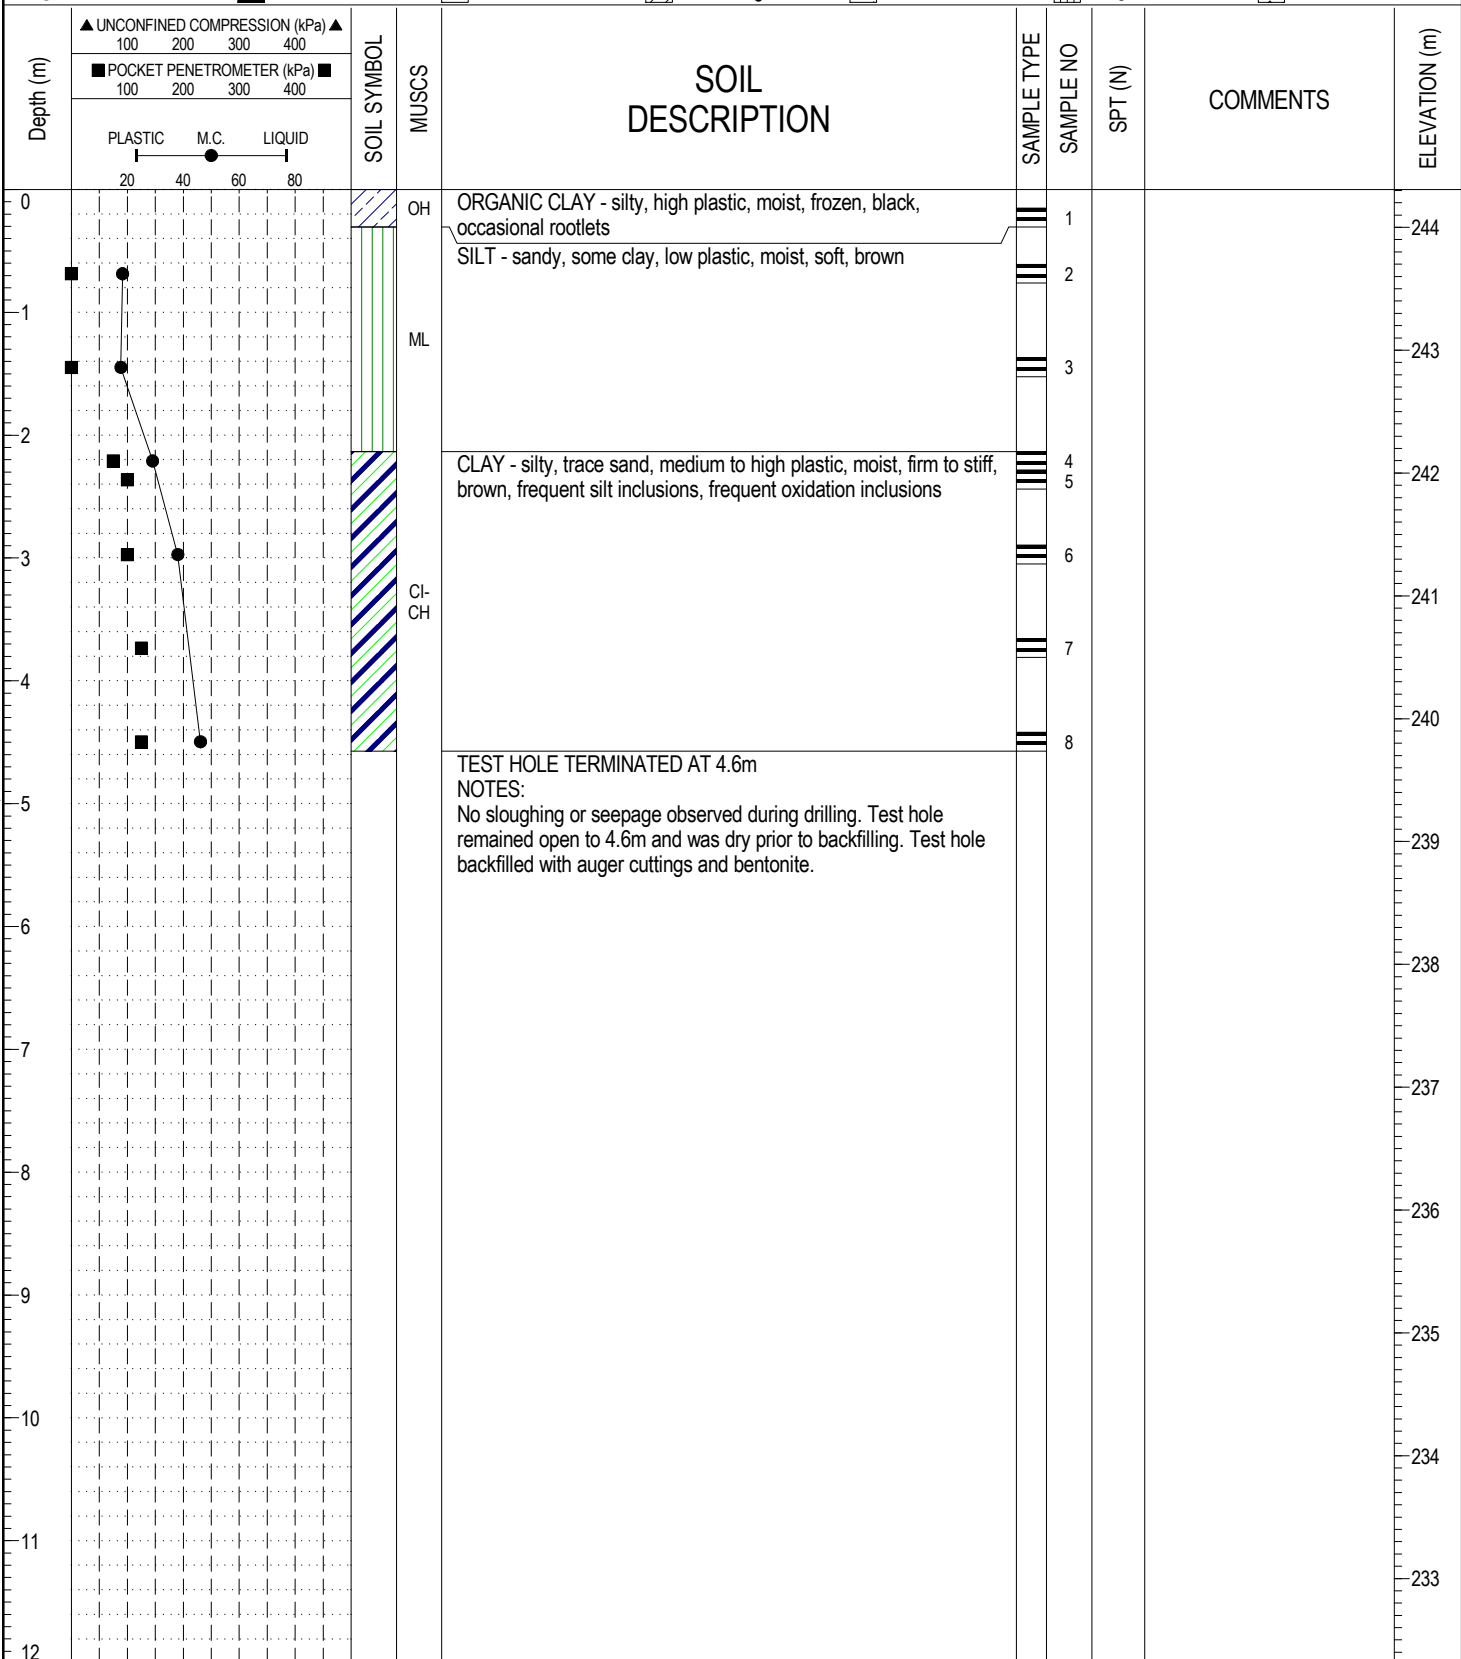 ▲ UNCONFINED COMPRESSION (kPa) ▲
100 200 300 400
■ POCKET PENETROMETER (kPa) ■
100 200 300 400
PLASTIC M.C. LIQUID
20 40 60 80
Depth (m)
SOIL SYMBOL
MUSCS
SOIL
DESCRIPTION
SAMPLE TYPE
SAMPLE NO
SPT (N)
COMMENTS
ELEVATION (m)
0
OH
ORGANIC CLAY - silty, high plastic, moist, frozen, black,
occasional rootlets
1
244
SILT - sandy, some clay, low plastic, moist, soft, brown
2
1
ML
243
3
2
CLAY - silty, trace sand, medium to high plastic, moist, firm to stiff,
brown, frequent silt inclusions, frequent oxidation inclusions
4
5
242
3
6
CI-
CH
241
7
4
240
8
TEST HOLE TERMINATED AT 4.6m
NOTES:
No sloughing or seepage observed during drilling. Test hole
remained open to 4.6m and was dry prior to backfilling. Test hole
backfilled with auger cuttings and bentonite.
5
239
6
238
7
237
8
236
9
235
10
234
11
233
12